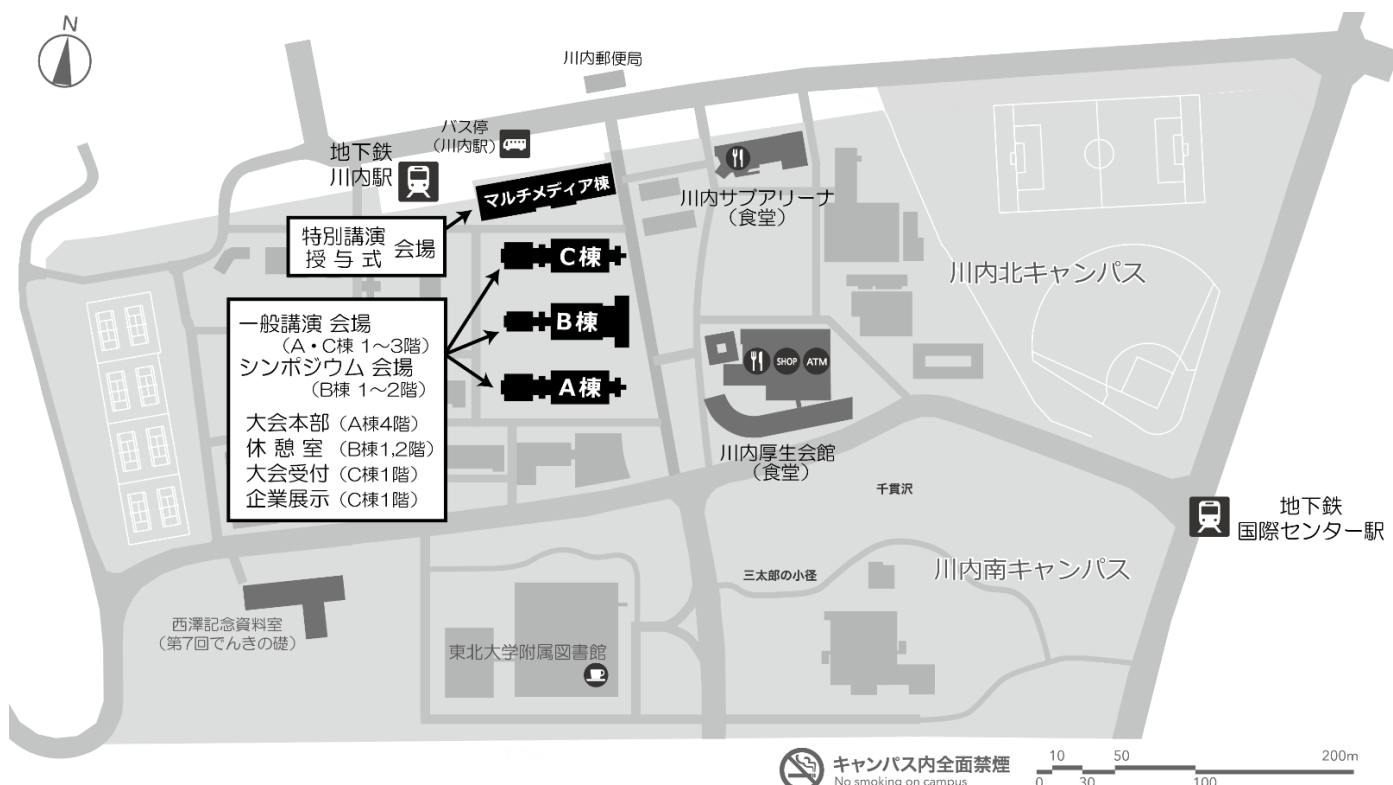 N
川内郵便局
バス停
(川内駅)
地下鉄
川内駅
マルチメディア棟
川内サブアリーナ
(食堂)
特別講演
授与式
会場
C棟
B棟
A棟
一般講演 会場
(A・C棟 1〜3階)
シンポジウム 会場
(B棟 1〜2階)
大会本部 (A棟4階)
休憩室 (B棟1,2階)
大会受付 (C棟1階)
企業展示 (C棟1階)
川内北キャンパス
SHOP
ATM
川内厚生会館
(食堂)
千貫沢
地下鉄
国際センター駅
三太郎の小径
川内南キャンパス
西澤記念資料室
(第7回でんきの礎)
東北大学附属図書館
キャンパス内全面禁煙
No smoking on campus
10 50 200m
0 30 100